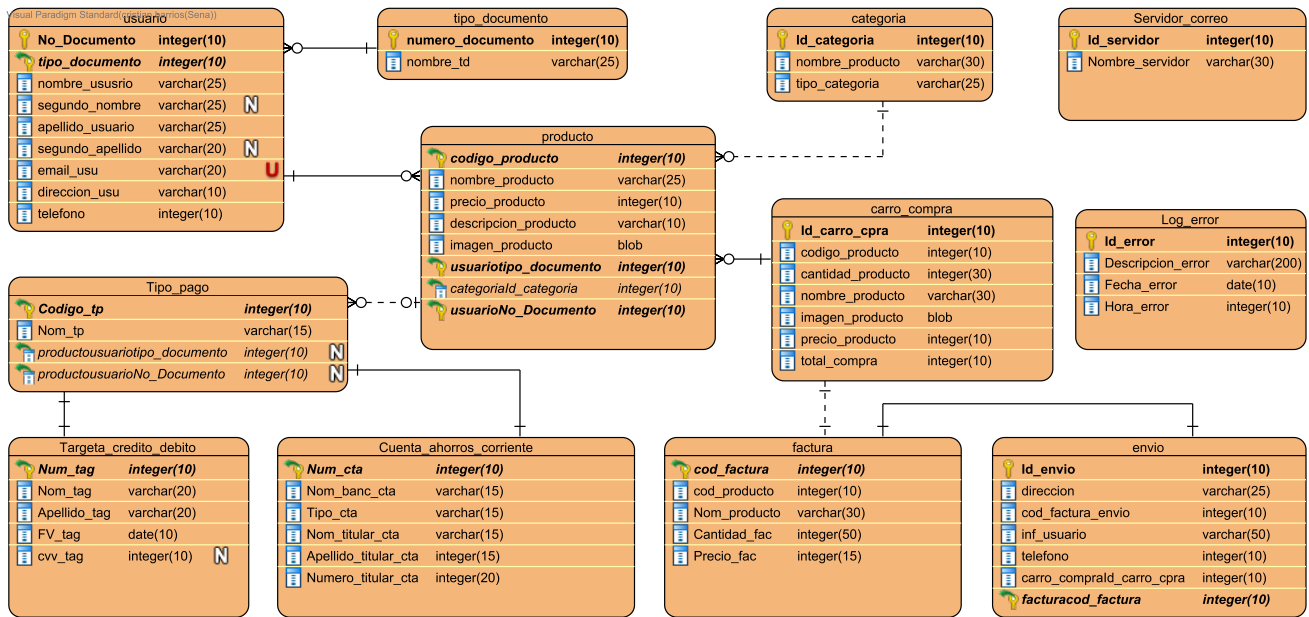 Visual Paradigm Standard(cristian barrios(Sena))
usuario
No_Documento integer(10)
tipo_documento integer(10)
nombre_ususrio varchar(25)
segundo_nombre varchar(25) N
apellido_usuario varchar(25)
segundo_apellido varchar(20) N
email_usu varchar(20) U
direccion_usu varchar(10)
telefono integer(10)
tipo_documento
numero_documento integer(10)
nombre_td varchar(25)
categoria
Id_categoria integer(10)
nombre_producto varchar(30)
tipo_categoria varchar(25)
Servidor_correo
Id_servidor integer(10)
Nombre_servidor varchar(30)
producto
codigo_producto integer(10)
nombre_producto varchar(25)
precio_producto integer(10)
descripcion_producto varchar(10)
imagen_producto blob
usuariotipo_documento integer(10)
categoriaId_categoria integer(10)
usuarioNo_Documento integer(10)
carro_compra
Id_carro_cpra integer(10)
codigo_producto integer(10)
cantidad_producto integer(30)
nombre_producto varchar(30)
imagen_producto blob
precio_producto integer(10)
total_compra integer(10)
Log_error
Id_error integer(10)
Descripcion_error varchar(200)
Fecha_error date(10)
Hora_error integer(10)
Tipo_pago
Codigo_tp integer(10)
Nom_tp varchar(15)
productousuariotipo_documento integer(10) N
productousuarioNo_Documento integer(10) N
Targeta_credito_debito
Num_tag integer(10)
Nom_tag varchar(20)
Apellido_tag varchar(20)
FV_tag date(10)
cvv_tag integer(10) N
Cuenta_ahorros_corriente
Num_cta integer(10)
Nom_banc_cta varchar(15)
Tipo_cta varchar(15)
Nom_titular_cta varchar(15)
Apellido_titular_cta integer(15)
Numero_titular_cta integer(20)
factura
cod_factura integer(10)
cod_producto integer(10)
Nom_producto varchar(30)
Cantidad_fac integer(50)
Precio_fac integer(15)
envio
Id_envio integer(10)
direccion varchar(25)
cod_factura_envio integer(10)
inf_usuario varchar(50)
telefono integer(10)
carro_compraId_carro_cpra integer(10)
facturacod_factura integer(10)